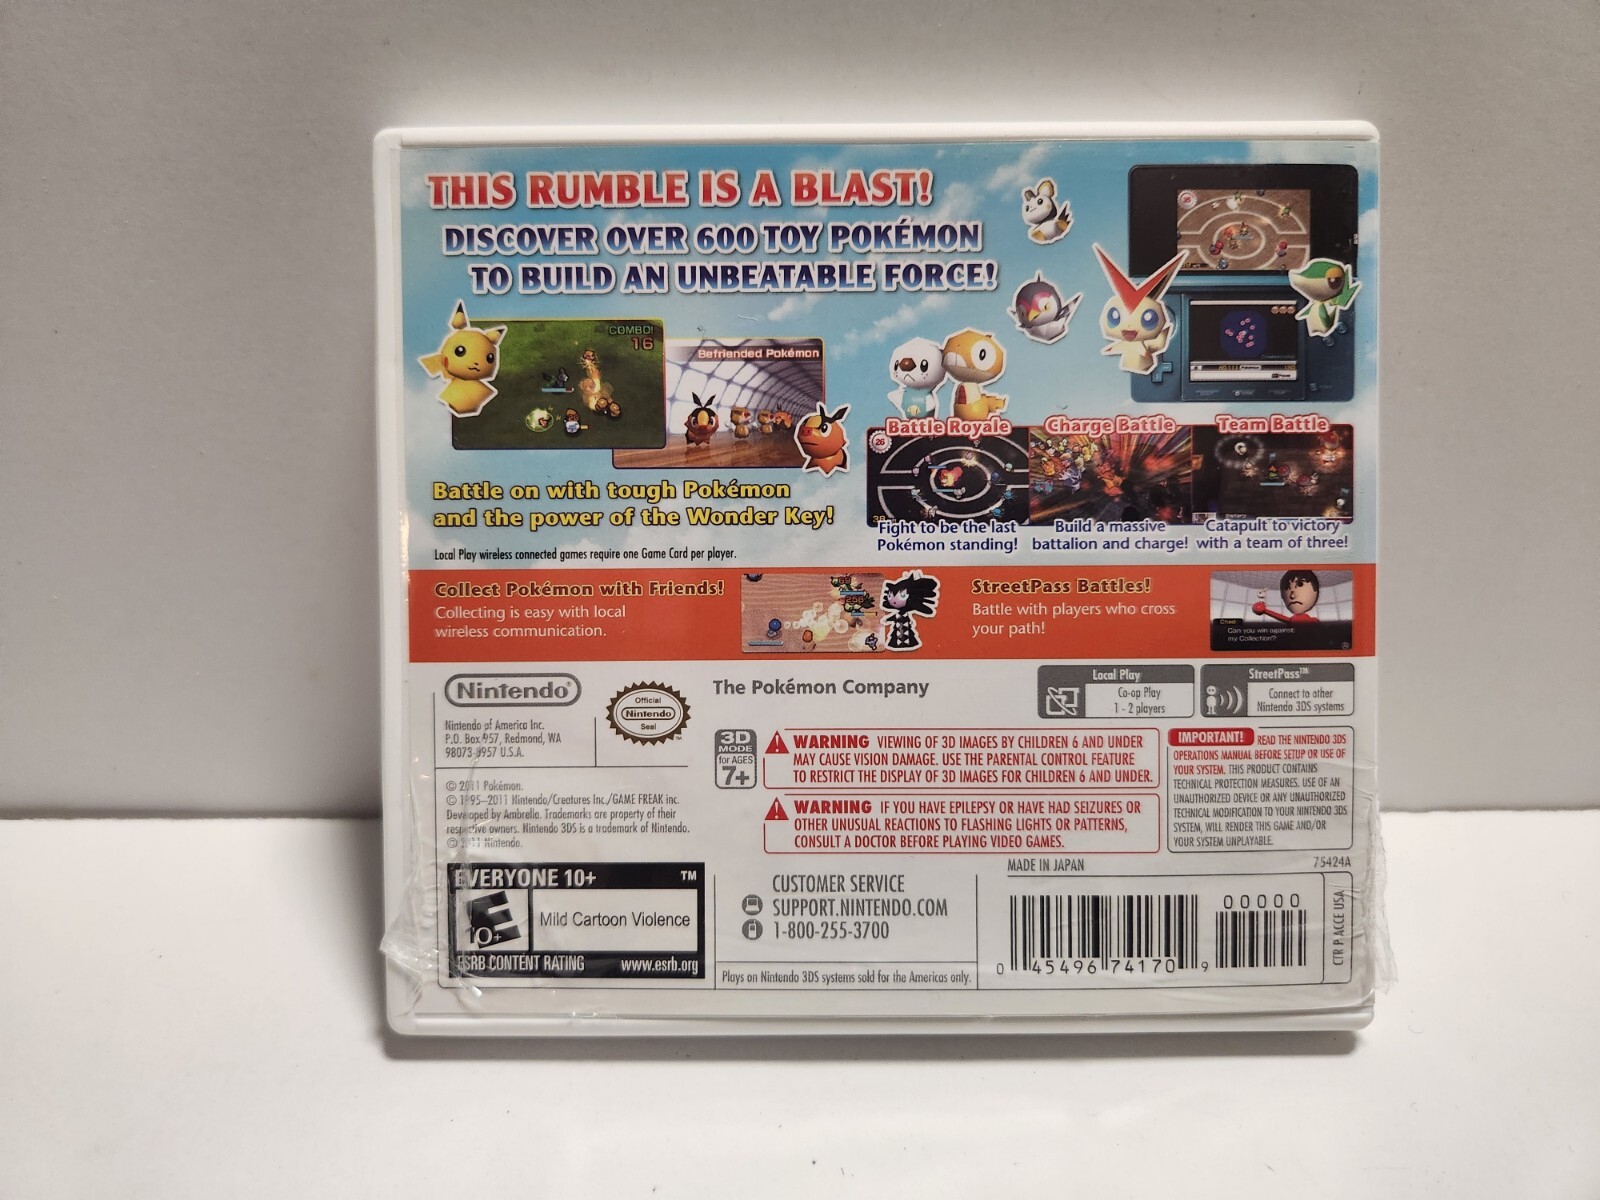 THIS RUMBLE IS A BLAST!
DISCOVER OVER 600 TOY POKÉMON
TO BUILD AN UNBEATABLE FORCE!
COMBO!
16
Befriended Pokémon
Battle on with tough Pokémon
and the power of the Wonder Key!
Local Play wireless connected games require one Game Card per player.
Battle Royale
26
Fight to be the last
Pokémon standing!
Charge Battle
Build a massive
battalion and charge!
Team Battle
Catapult to victory
with a team of three!
Collect Pokémon with Friends!
Collecting is easy with local
wireless communication.
StreetPass Battles!
Battle with players who cross
your path!
Can you win against
my Collection?
Nintendo®
Nintendo of America Inc.
P.O. Box 957, Redmond, WA
98073-0957 U.S.A.
Official
Nintendo
Seal
The Pokémon Company
Local Play
Co-op Play
1 - 2 players
StreetPass™
Connect to other
Nintendo 3DS systems
© 2011 Pokémon.
© 1995–2011 Nintendo/Creatures Inc./GAME FREAK inc.
Developed by Ambrella. Trademarks are property of their
respective owners. Nintendo 3DS is a trademark of Nintendo.
© 2011 Nintendo.
3D
MODE
for AGES
7+
WARNING VIEWING OF 3D IMAGES BY CHILDREN 6 AND UNDER
MAY CAUSE VISION DAMAGE. USE THE PARENTAL CONTROL FEATURE
TO RESTRICT THE DISPLAY OF 3D IMAGES FOR CHILDREN 6 AND UNDER.
WARNING IF YOU HAVE EPILEPSY OR HAVE HAD SEIZURES OR
OTHER UNUSUAL REACTIONS TO FLASHING LIGHTS OR PATTERNS,
CONSULT A DOCTOR BEFORE PLAYING VIDEO GAMES.
IMPORTANT! READ THE NINTENDO 3DS
OPERATIONS MANUAL BEFORE SETUP OR USE OF
YOUR SYSTEM. THIS PRODUCT CONTAINS
TECHNICAL PROTECTION MEASURES. USE OF AN
UNAUTHORIZED DEVICE OR ANY UNAUTHORIZED
TECHNICAL MODIFICATION TO YOUR NINTENDO 3DS
SYSTEM, WILL RENDER THIS GAME AND/OR
YOUR SYSTEM UNPLAYABLE.
EVERYONE 10+ ™
E
10+
Mild Cartoon Violence
ESRB CONTENT RATING www.esrb.org
CUSTOMER SERVICE
SUPPORT.NINTENDO.COM
1-800-255-3700
Plays on Nintendo 3DS systems sold for the Americas only.
MADE IN JAPAN
75424A
00000
0 45496 74170 9
CTR P ACCE USA